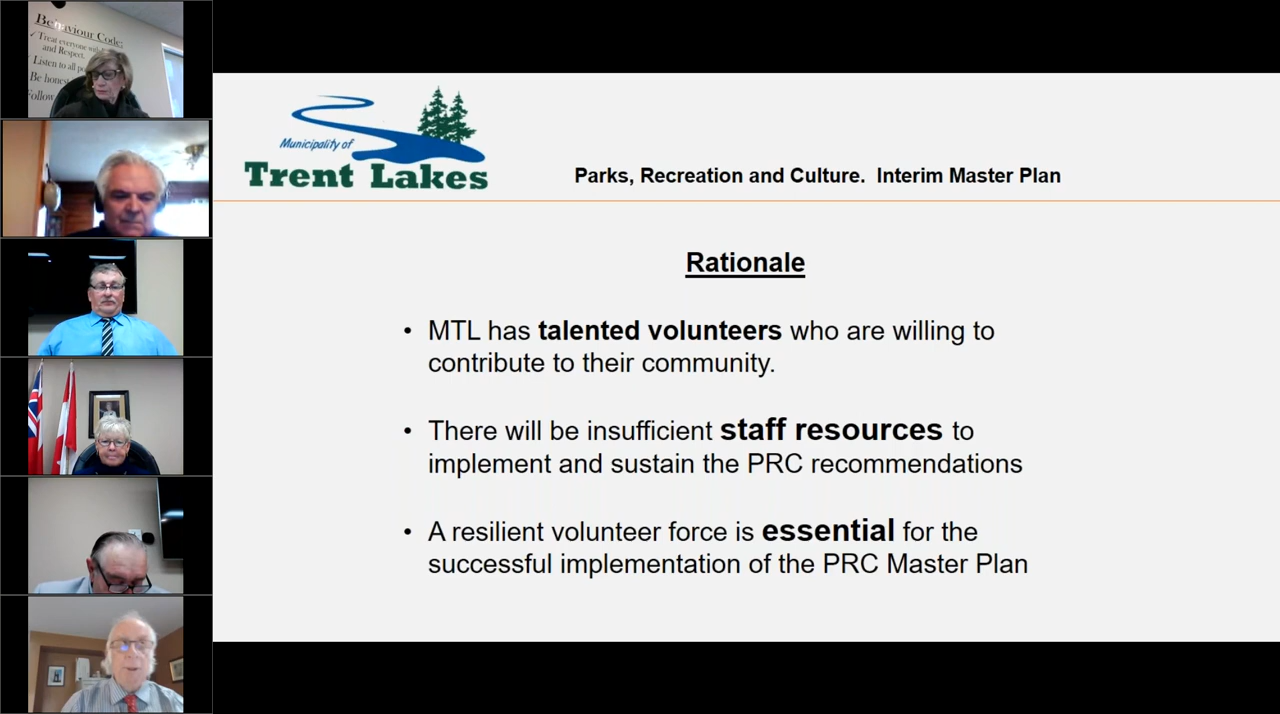 Behaviour Code:
Treat everyone with
and Respect.
Listen to all
Be honest
Follow
Municipality of
Trent Lakes
Parks, Recreation and Culture. Interim Master Plan
Rationale
• MTL has talented volunteers who are willing to
contribute to their community.
• There will be insufficient staff resources to
implement and sustain the PRC recommendations
• A resilient volunteer force is essential for the
successful implementation of the PRC Master Plan